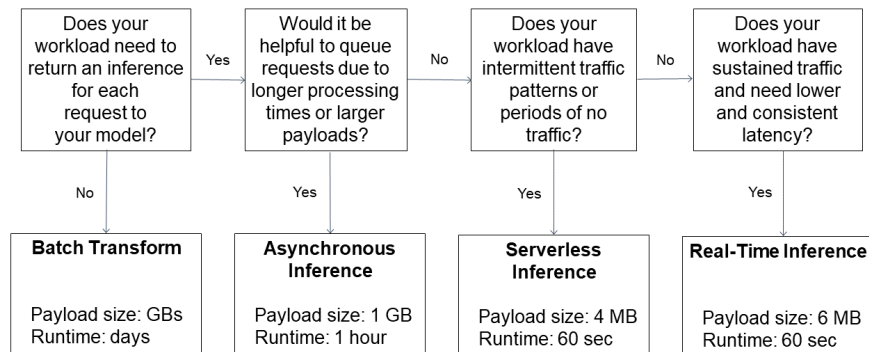 Does your
workload need to
return an inference
for each
request to
your model?
Yes
Would it be
helpful to queue
requests due to
longer processing
times or larger
payloads?
No
Does your
workload have
intermittent traffic
patterns or
periods of no
traffic?
No
Does your
workload have
sustained traffic
and need lower
and consistent
latency?
No
Yes
Yes
Yes
Batch Transform
Payload size: GBs
Runtime: days
Asynchronous
Inference
Payload size: 1 GB
Runtime: 1 hour
Serverless
Inference
Payload size: 4 MB
Runtime: 60 sec
Real-Time Inference
Payload size: 6 MB
Runtime: 60 sec